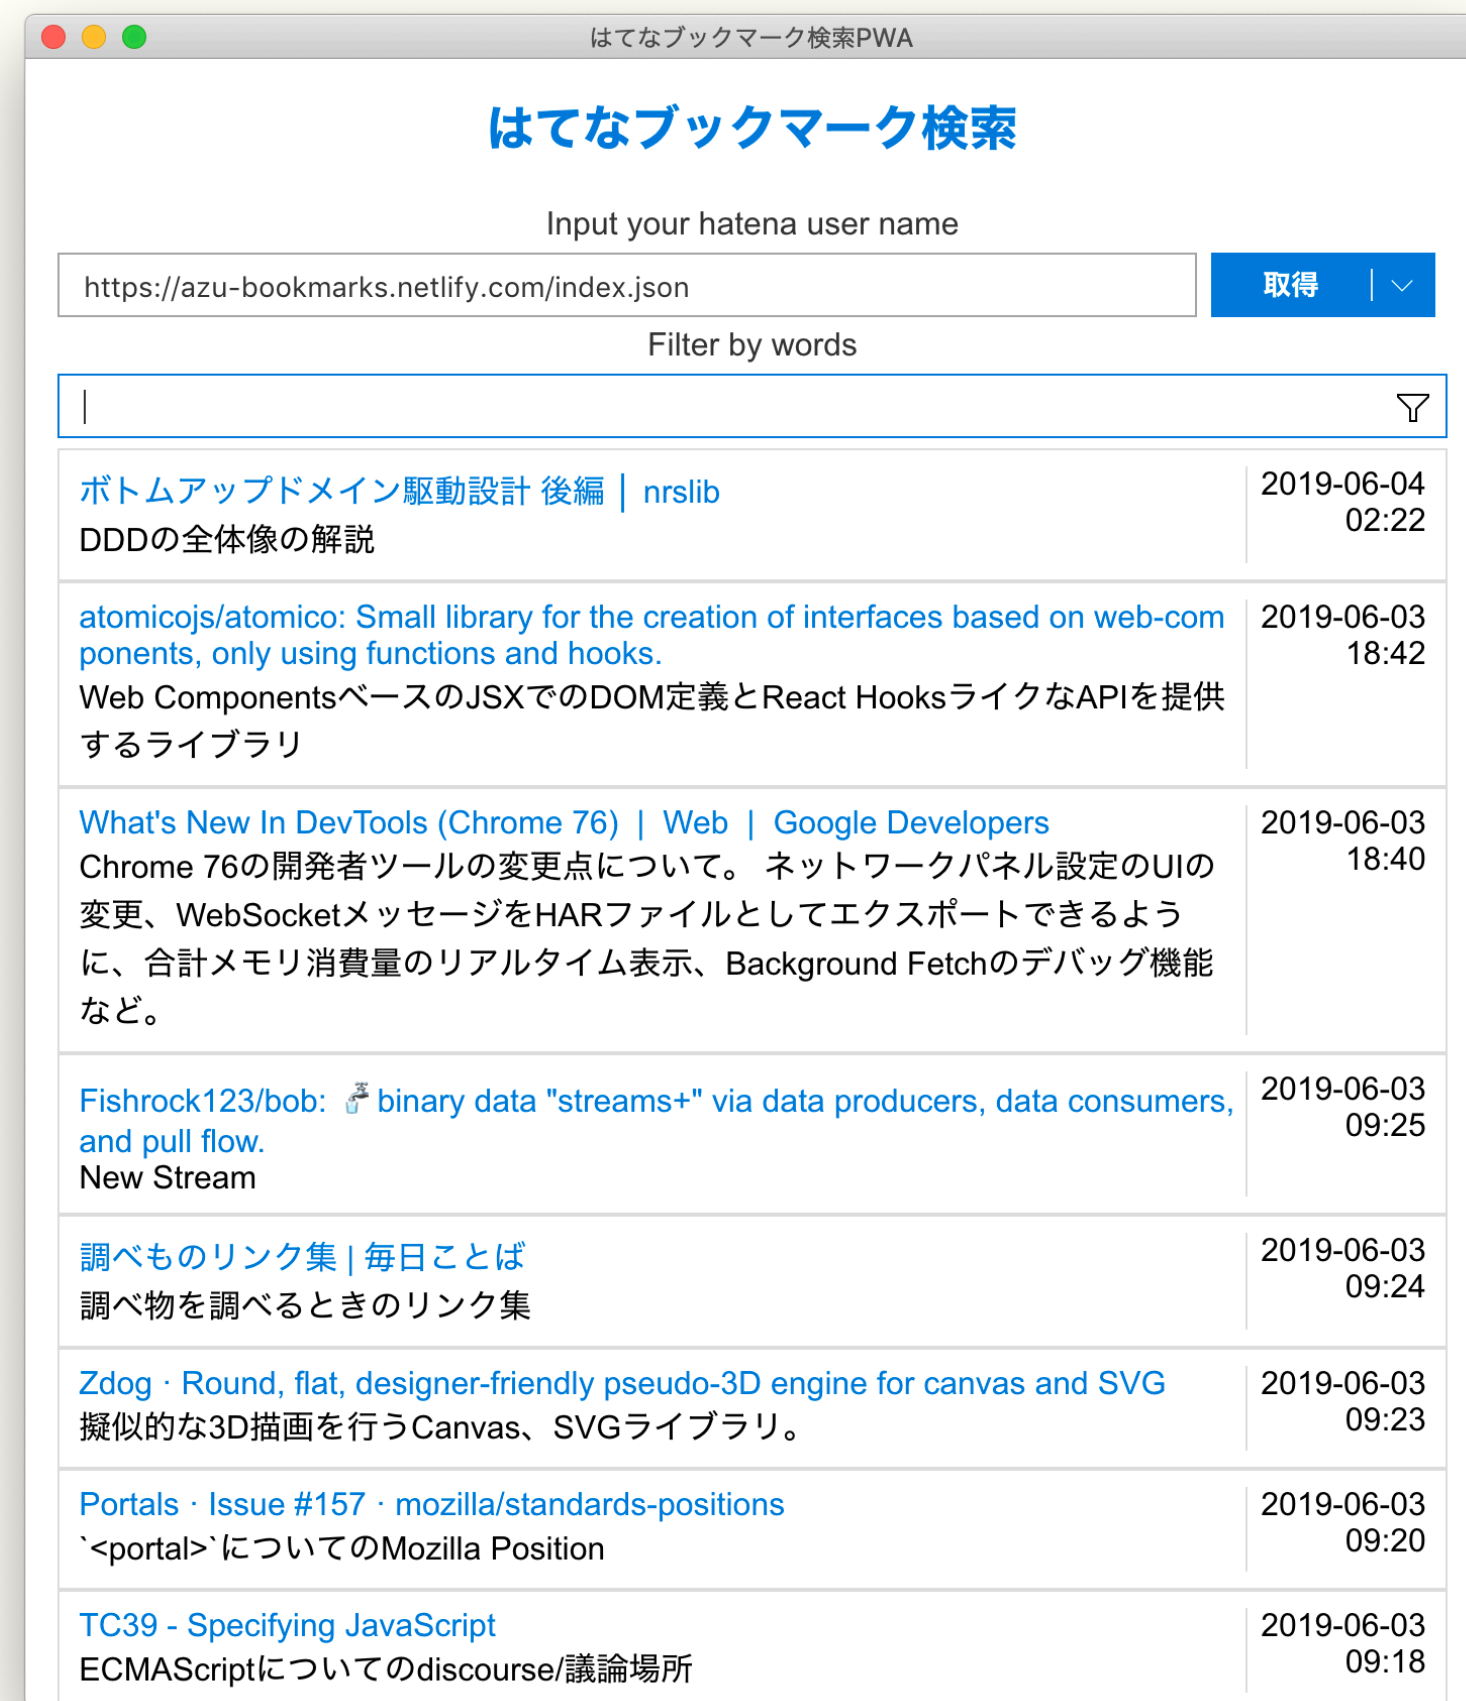 はてなブックマーク検索PWA
はてなブックマーク検索
Input your hatena user name
https://azu-bookmarks.netlify.com/index.json
取得
Filter by words
ボトムアップドメイン駆動設計 後編 │ nrslib
2019-06-04
02:22
DDDの全体像の解説
atomicojs/atomico: Small library for the creation of interfaces based on web-com
ponents, only using functions and hooks.
2019-06-03
18:42
Web ComponentsベースのJSXでのDOM定義とReact HooksライクなAPIを提供
するライブラリ
What's New In DevTools (Chrome 76) | Web | Google Developers
2019-06-03
18:40
Chrome 76の開発者ツールの変更点について。 ネットワークパネル設定のUIの
変更、WebSocketメッセージをHARファイルとしてエクスポートできるよう
に、合計メモリ消費量のリアルタイム表示、Background Fetchのデバッグ機能
など。
Fishrock123/bob: 🚰 binary data "streams+" via data producers, data consumers,
and pull flow.
2019-06-03
09:25
New Stream
調べものリンク集 | 毎日ことば
2019-06-03
09:24
調べ物を調べるときのリンク集
Zdog · Round, flat, designer-friendly pseudo-3D engine for canvas and SVG
2019-06-03
09:23
擬似的な3D描画を行うCanvas、SVGライブラリ。
Portals · Issue #157 · mozilla/standards-positions
2019-06-03
09:20
`<portal>`についてのMozilla Position
TC39 - Specifying JavaScript
2019-06-03
09:18
ECMAScriptについてのdiscourse/議論場所